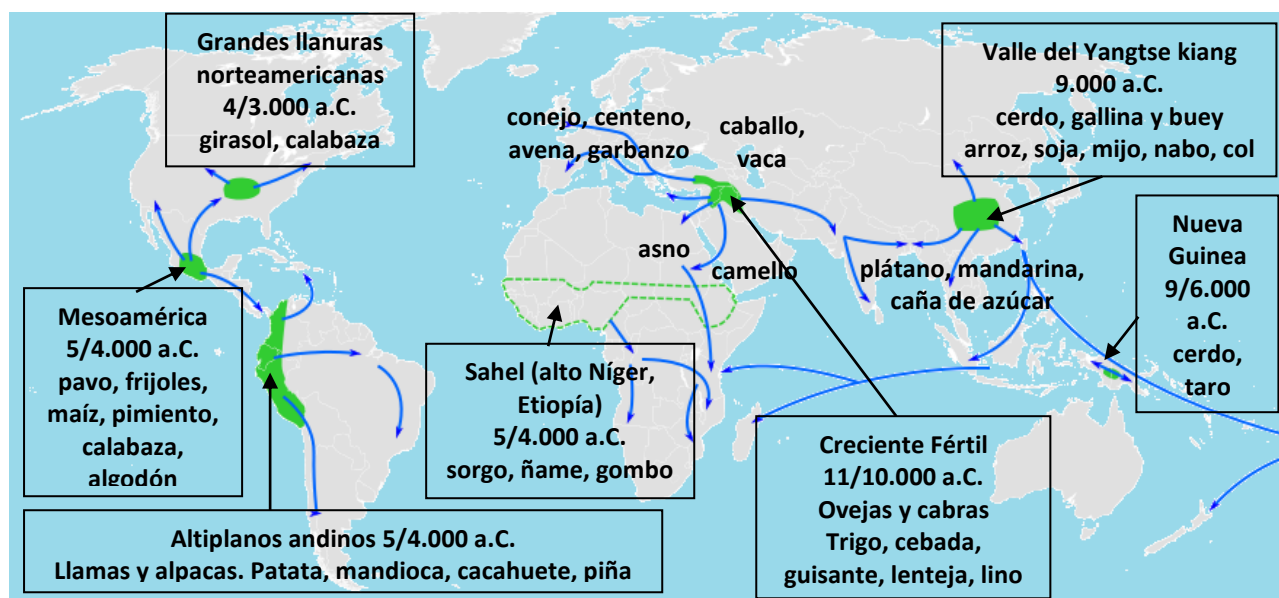 Grandes llanuras
norteamericanas
4/3.000 a.C.
girasol, calabaza
conejo, centeno,
avena, garbanzo
caballo,
vaca
Valle del Yangtse kiang
9.000 a.C.
cerdo, gallina y buey
arroz, soja, mijo, nabo, col
Nueva
Guinea
9/6.000
a.C.
cerdo,
taro
asno
camello
plátano, mandarina,
caña de azúcar
Mesoamérica
5/4.000 a.C.
pavo, frijoles,
maíz, pimiento,
calabaza,
algodón
Sahel (alto Níger,
Etiopía)
5/4.000 a.C.
sorgo, ñame, gombo
Creciente Fértil
11/10.000 a.C.
Ovejas y cabras
Trigo, cebada,
guisante, lenteja, lino
Altiplanos andinos 5/4.000 a.C.
Llamas y alpacas. Patata, mandioca, cacahuete, piña